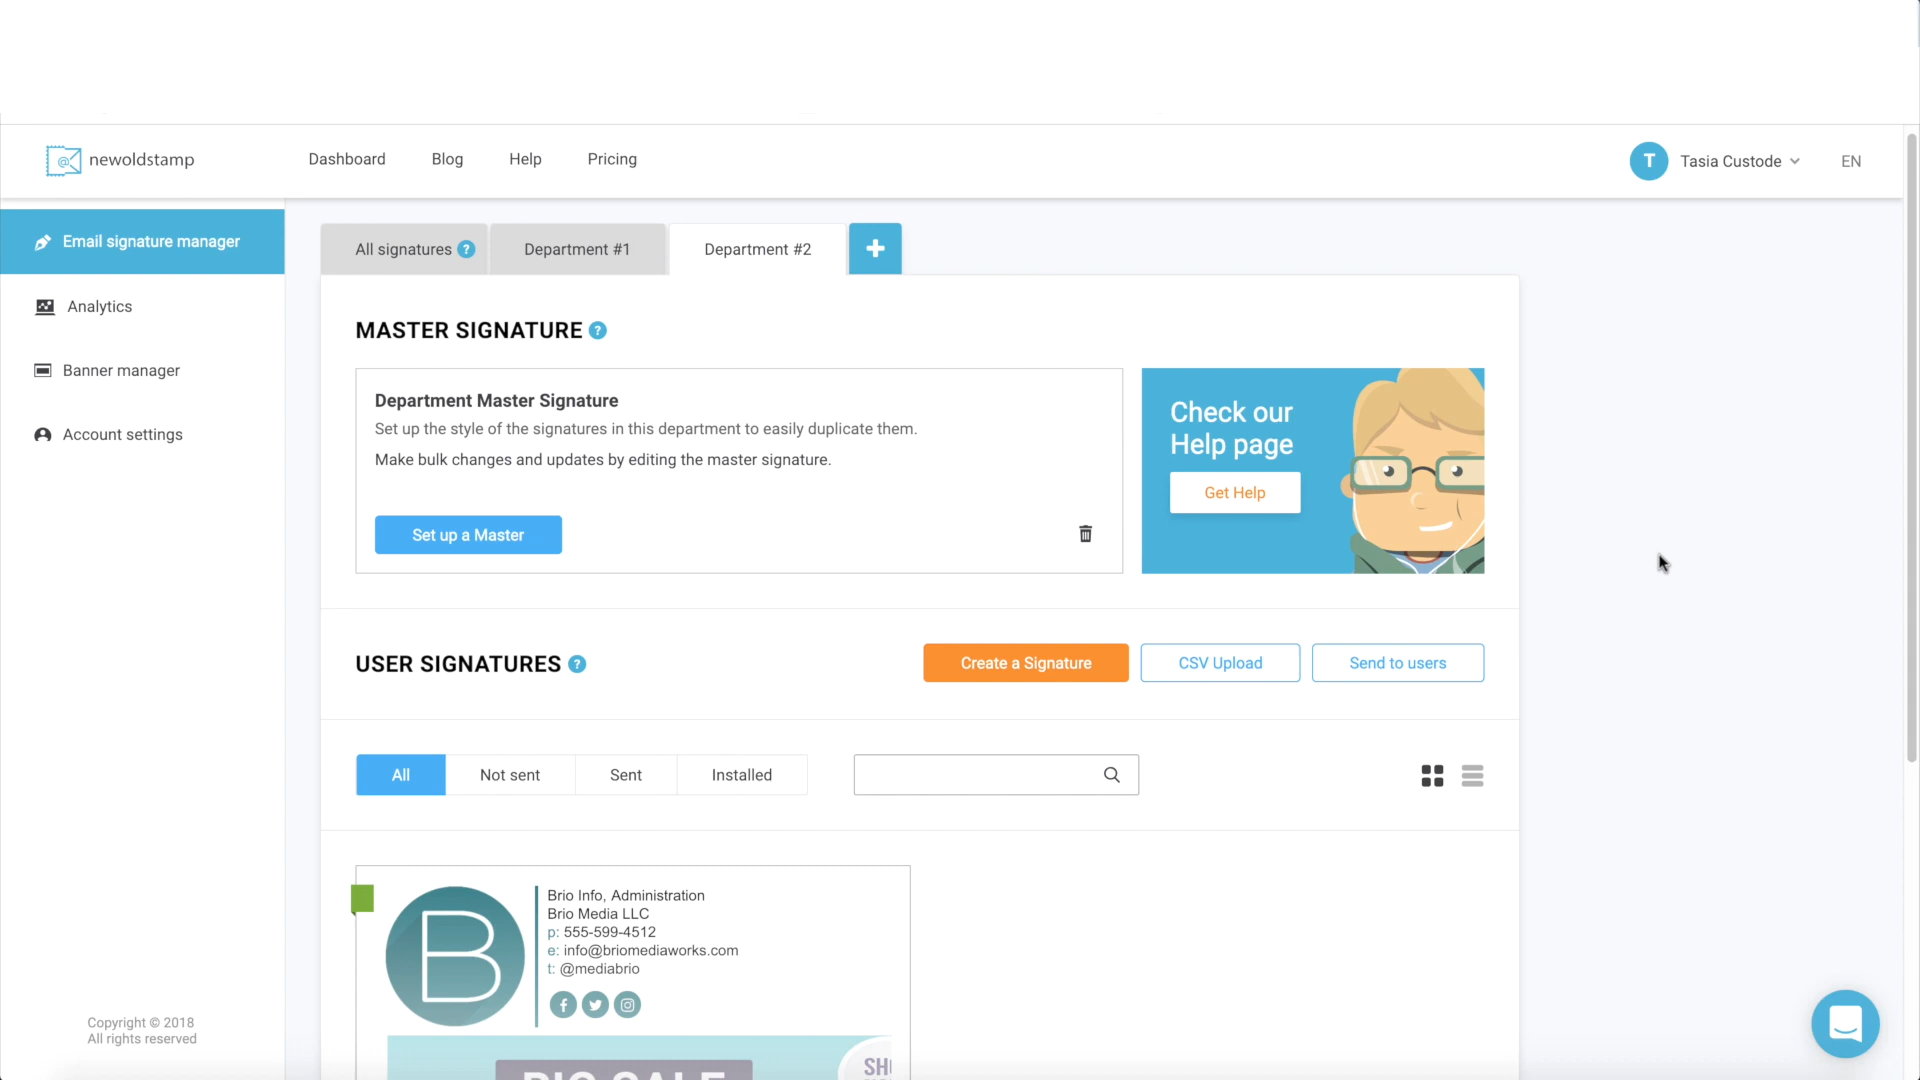 newoldstamp
Dashboard
Blog
Help
Pricing
T
Tasia Custode
EN
Email signature manager
Analytics
Banner manager
Account settings
All signatures ?
Department #1
Department #2
+
MASTER SIGNATURE ?
Department Master Signature
Set up the style of the signatures in this department to easily duplicate them.
Make bulk changes and updates by editing the master signature.
Set up a Master
Check our
Help page
Get Help
USER SIGNATURES ?
Create a Signature
CSV Upload
Send to users
All
Not sent
Sent
Installed
B
Brio Info, Administration
Brio Media LLC
p: 555-599-4512
e: info@briomediaworks.com
t: @mediabrio
BIG SALE
Copyright © 2018
All rights reserved